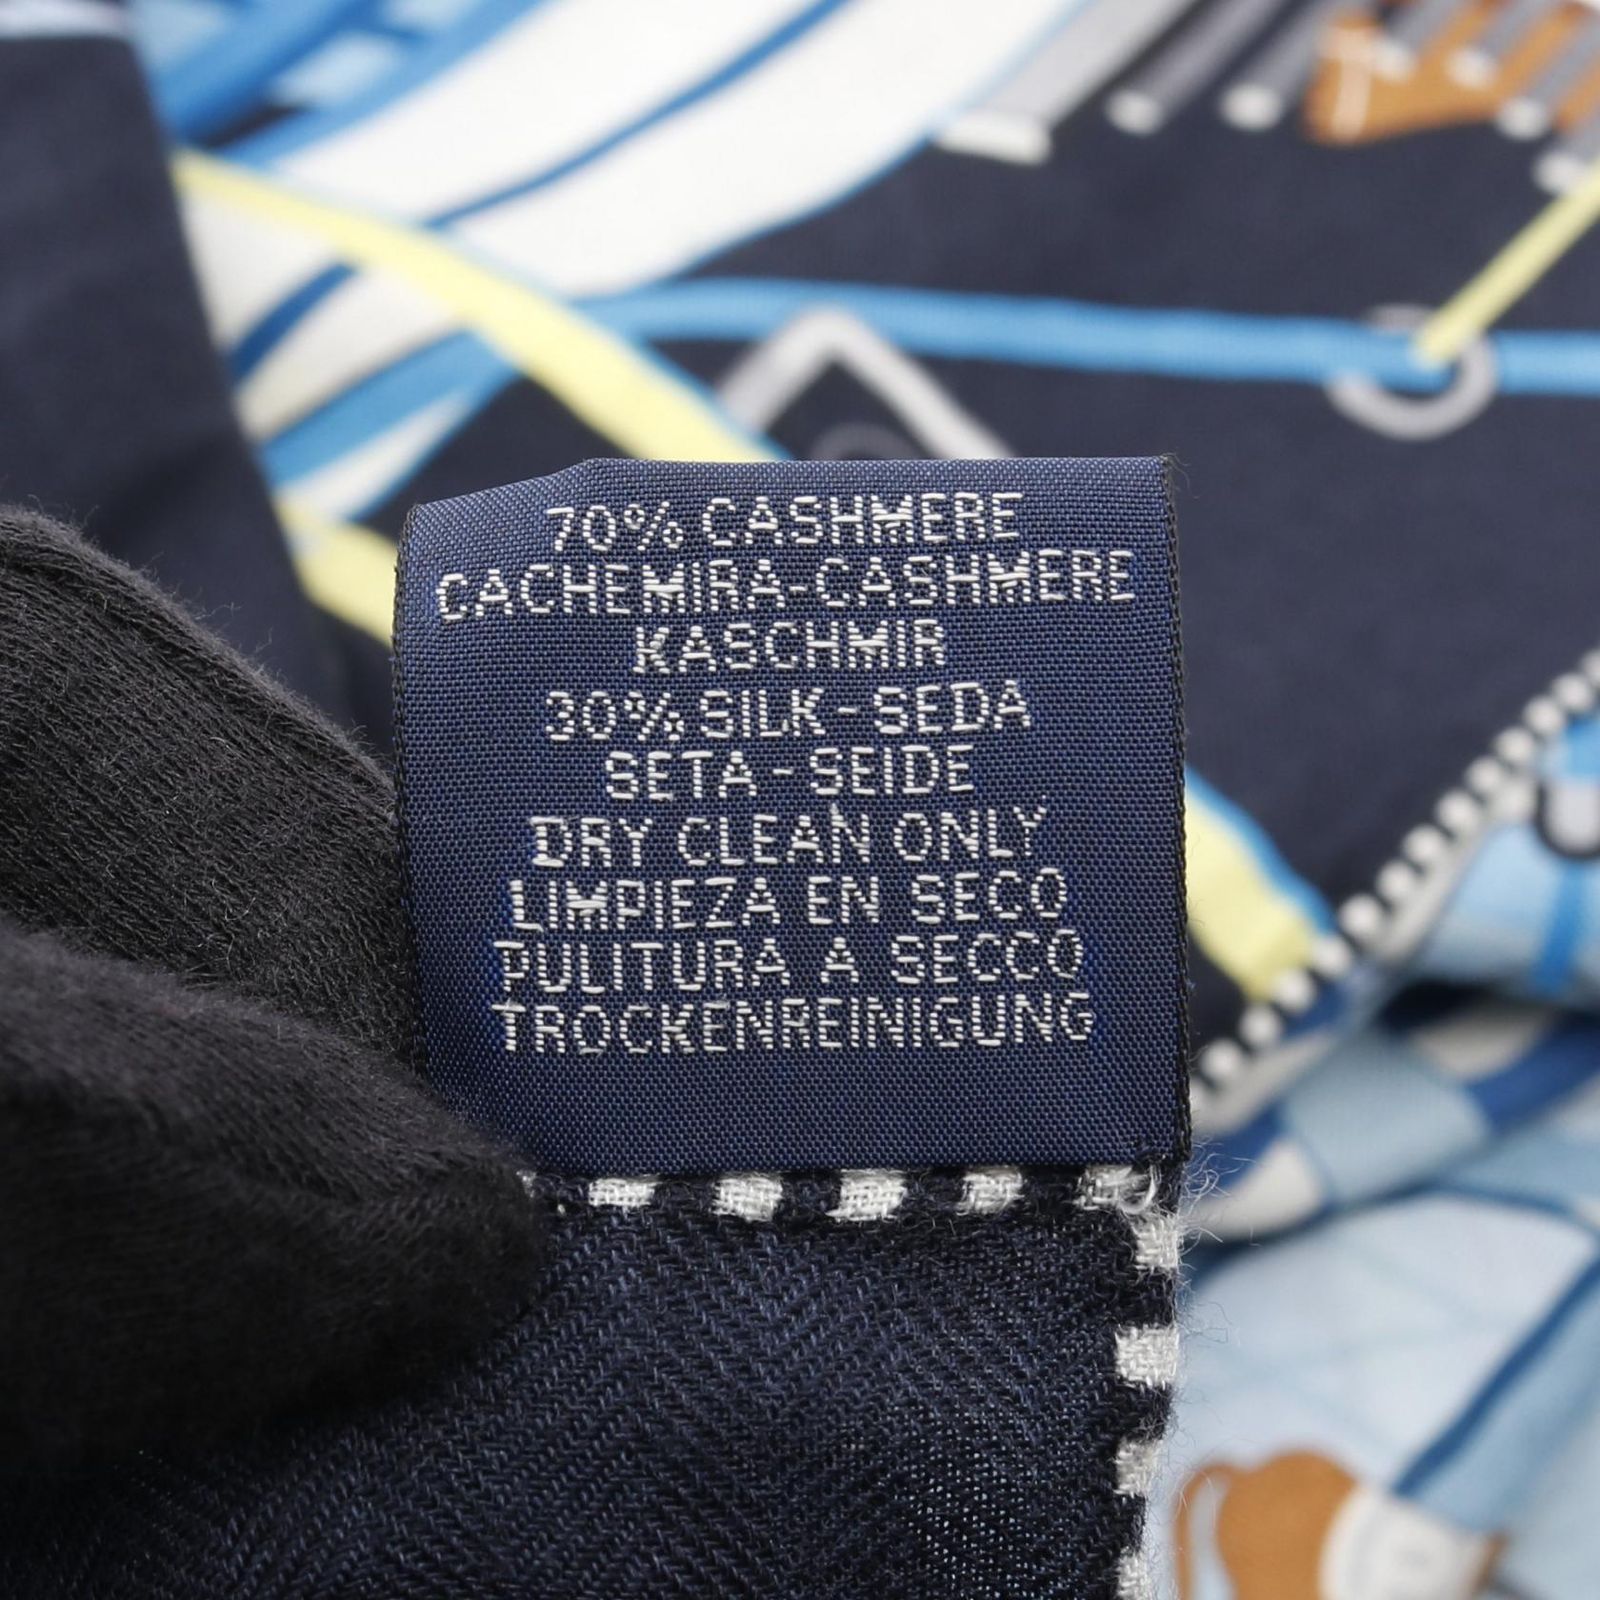 70% CASHMERE
CACHEMIRA-CASHMERE
KASCHMIR
30% SILK-SEDA
SETA-SEIDE
DRY CLEAN ONLY
LIMPIEZA EN SECO
PULITURA A SECCO
TROCKENREINIGUNG